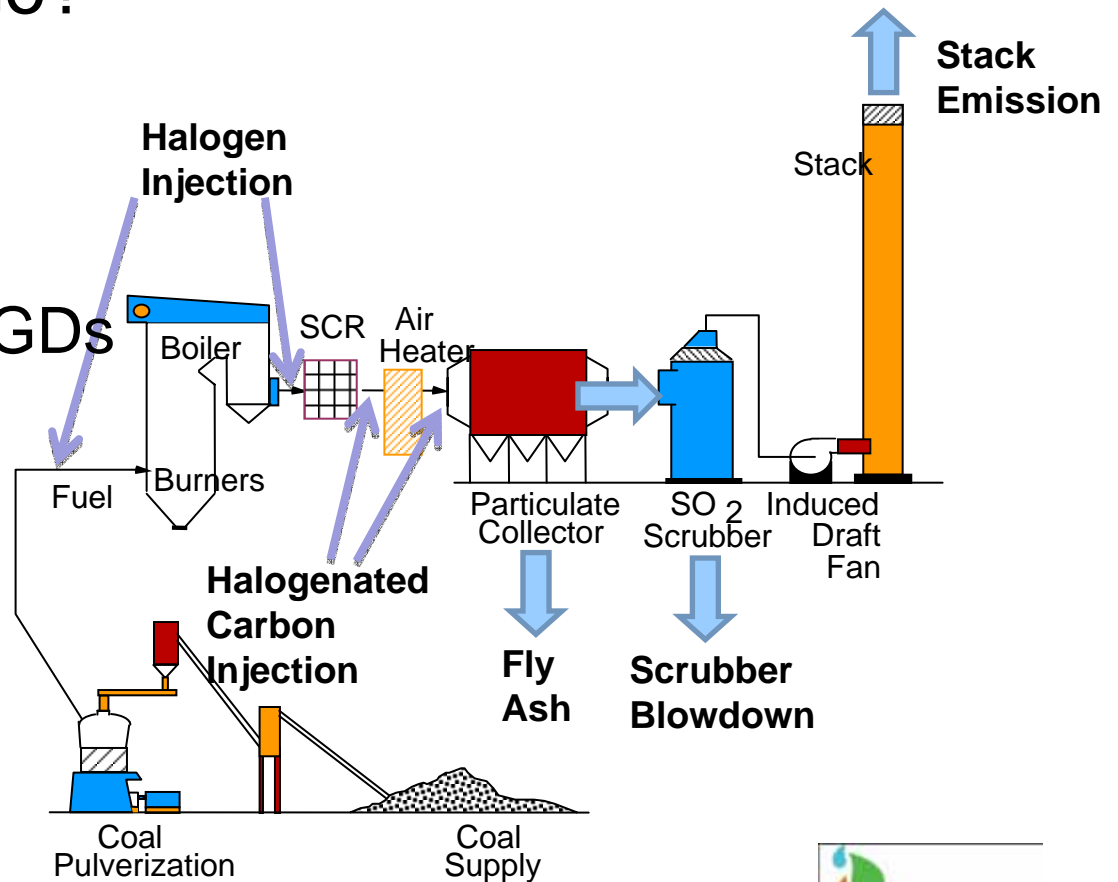 Stack
Emission
Halogen
Injection
Stack
GDs
SCR
Air
Heater
Boiler
Fuel
Burners
Particulate
Collector
SO 2
Scrubber
Induced
Draft
Fan
Halogenated
Carbon
Injection
Fly
Ash
Scrubber
Blowdown
Coal
Pulverization
Coal
Supply